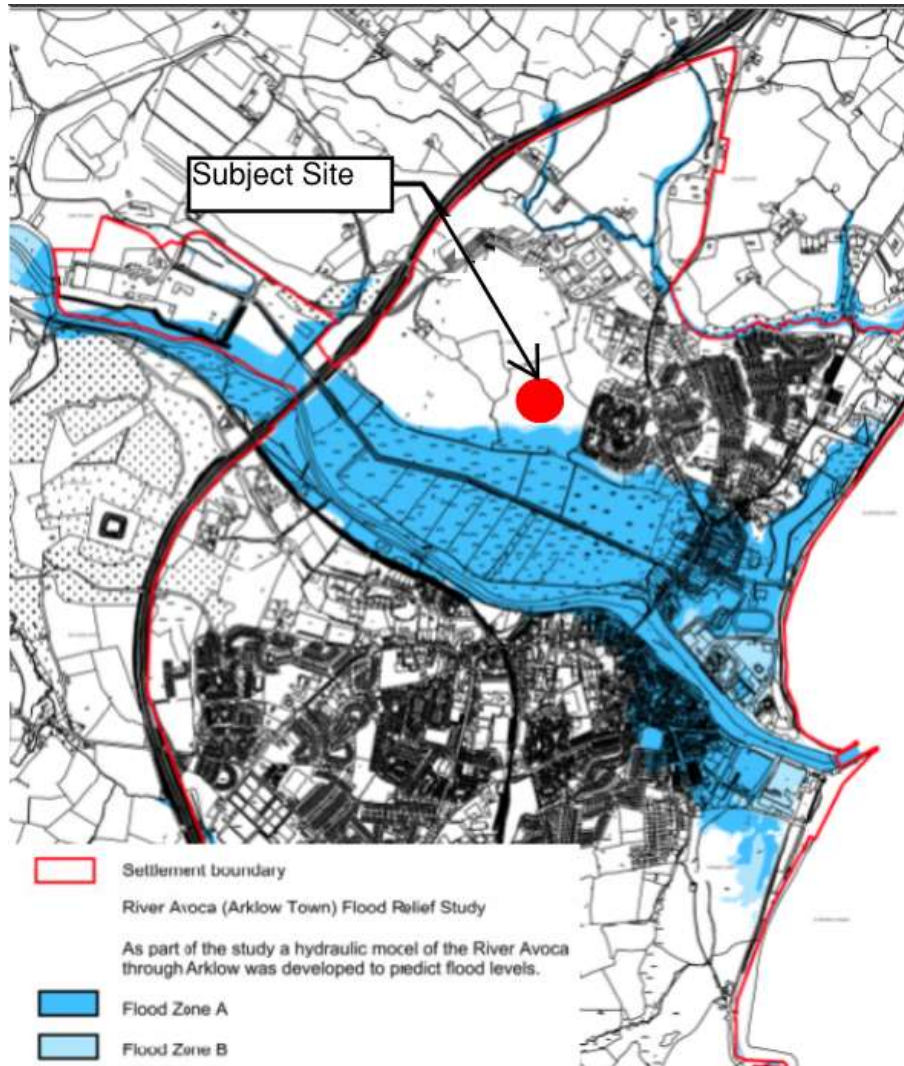 Subject Site
Settlement boundary
River Avoca (Arklow Town) Flood Relief Study
As part of the study a hydraulic mocel of the River Avoca
through Arklow was developed to predict flood levels.
Flood Zone A
Flood Zone B